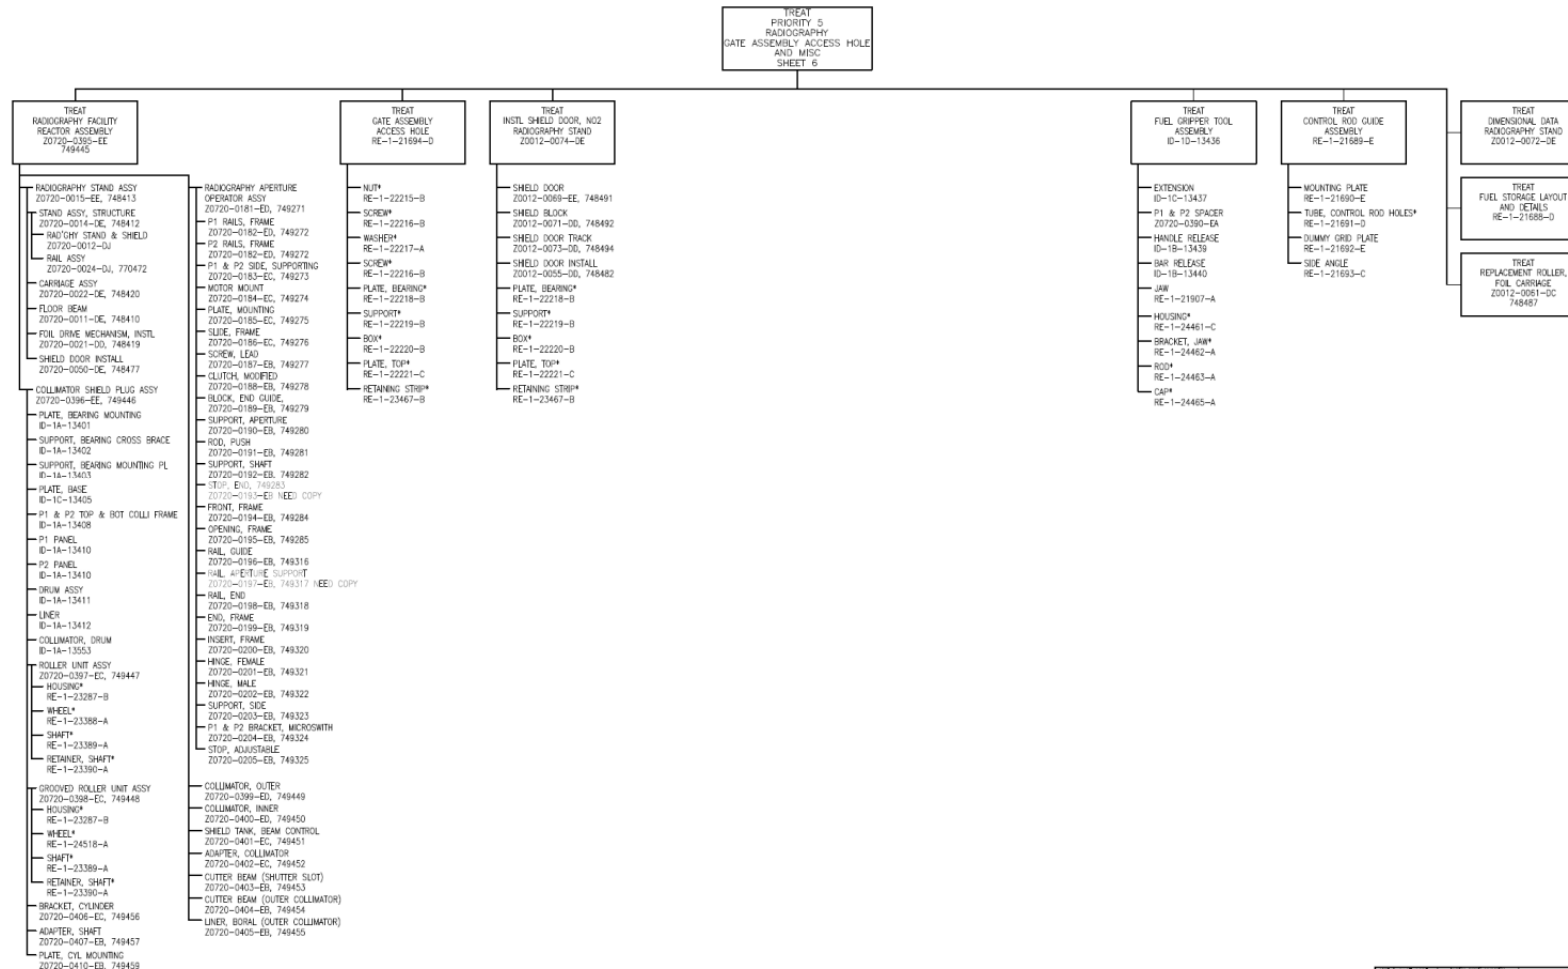 TREAT
PRIORITY 5
RADIOGRAPHY
GATE ASSEMBLY ACCESS HOLE
AND MISC
SHEET 6
TREAT
RADIOGRAPHY FACILITY
REACTOR ASSEMBLY
Z0720-0395-EE
749445
RADIOGRAPHY STAND ASSY
Z0720-0015-EE, 748413
STAND ASSY, STRUCTURE
Z0720-0014-DE, 748412
RAD'GHY STAND & SHIELD
Z0720-0012-DJ
RAIL ASSY
Z0720-0024-DJ, 770472
CARRIAGE ASSY
Z0720-0022-DE, 748420
FLOOR BEAM
Z0720-0011-DE, 748410
FOIL DRIVE MECHANISM, INSTL
Z0720-0021-DD, 748419
SHIELD DOOR INSTALL
Z0720-0050-DE, 748477
COLLIMATOR SHIELD PLUG ASSY
Z0720-0396-EE, 749446
PLATE, BEARING MOUNTING
ID-1A-13401
SUPPORT, BEARING CROSS BRACE
ID-1A-13402
SUPPORT, BEARING MOUNTING PL
ID-1A-13403
PLATE, BASE
ID-1C-13405
P1 & P2 TOP & BOT COLLI FRAME
ID-1A-13408
P1 PANEL
ID-1A-13410
P2 PANEL
ID-1A-13410
DRUM ASSY
ID-1A-13411
LINER
ID-1A-13412
COLLIMATOR, DRUM
ID-1A-13553
ROLLER UNIT ASSY
Z0720-0397-EC, 749447
HOUSING*
RE-1-23287-B
WHEEL*
RE-1-23388-A
SHAFT*
RE-1-23389-A
RETAINER, SHAFT*
RE-1-23390-A
GROOVED ROLLER UNIT ASSY
Z0720-0398-EC, 749448
HOUSING*
RE-1-23287-B
WHEEL*
RE-1-24518-A
SHAFT*
RE-1-23389-A
RETAINER, SHAFT*
RE-1-23390-A
BRACKET, CYLINDER
Z0720-0406-EC, 749456
ADAPTER, SHAFT
Z0720-0407-EB, 749457
PLATE, CYL MOUNTING
Z0720-0410-EB, 749459
RADIOGRAPHY APERTURE
OPERATOR ASSY
Z0720-0181-ED, 749271
P1 RAILS, FRAME
Z0720-0182-ED, 749272
P2 RAILS, FRAME
Z0720-0182-ED, 749272
P1 & P2 SIDE, SUPPORTING
Z0720-0183-EC, 749273
MOTOR MOUNT
Z0720-0184-EC, 749274
PLATE, MOUNTING
Z0720-0185-EC, 749275
SLIDE, FRAME
Z0720-0186-EC, 749276
SCREW, LEAD
Z0720-0187-EB, 749277
CLUTCH, MODIFIED
Z0720-0188-EB, 749278
BLOCK, END GUIDE,
Z0720-0189-EB, 749279
SUPPORT, APERTURE
Z0720-0190-EB, 749280
ROD, PUSH
Z0720-0191-EB, 749281
SUPPORT, SHAFT
Z0720-0192-EB, 749282
STOP, END, 749283
Z0720-0193-EB NEED COPY
FRONT, FRAME
Z0720-0194-EB, 749284
OPENING, FRAME
Z0720-0195-EB, 749285
RAIL, GUIDE
Z0720-0196-EB, 749316
RAIL, APERTURE SUPPORT
Z0720-0197-EB, 749317 NEED COPY
RAIL, END
Z0720-0198-EB, 749318
END, FRAME
Z0720-0199-EB, 749319
INSERT, FRAME
Z0720-0200-EB, 749320
HINGE, FEMALE
Z0720-0201-EB, 749321
HINGE, MALE
Z0720-0202-EB, 749322
SUPPORT, SIDE
Z0720-0203-EB, 749323
P1 & P2 BRACKET, MICROSWITH
Z0720-0204-EB, 749324
STOP, ADJUSTABLE
Z0720-0205-EB, 749325
COLLIMATOR, OUTER
Z0720-0399-ED, 749449
COLLIMATOR, INNER
Z0720-0400-ED, 749450
SHIELD TANK, BEAM CONTROL
Z0720-0401-EC, 749451
ADAPTER, COLLIMATOR
Z0720-0402-EC, 749452
CUTTER BEAM (SHUTTER SLOT)
Z0720-0403-EB, 749453
CUTTER BEAM (OUTER COLLIMATOR)
Z0720-0404-EB, 749454
LINER, BORAL (OUTER COLLIMATOR)
Z0720-0405-EB, 749455
TREAT
GATE ASSEMBLY
ACCESS HOLE
RE-1-21694-D
NUT*
RE-1-22215-B
SCREW*
RE-1-22216-B
WASHER*
RE-1-22217-A
SCREW*
RE-1-22216-B
PLATE, BEARING*
RE-1-22218-B
SUPPORT*
RE-1-22219-B
BOX*
RE-1-22220-B
PLATE, TOP*
RE-1-22221-C
RETAINING STRIP*
RE-1-23467-B
TREAT
INSTL SHIELD DOOR, NO2
RADIOGRAPHY STAND
Z0012-0074-DE
SHIELD DOOR
Z0012-0069-EE, 748491
SHIELD BLOCK
Z0012-0071-DD, 748492
SHIELD DOOR TRACK
Z0012-0073-DD, 748494
SHIELD DOOR INSTALL
Z0012-0055-DD, 748482
PLATE, BEARING*
RE-1-22218-B
SUPPORT*
RE-1-22219-B
BOX*
RE-1-22220-B
PLATE, TOP*
RE-1-22221-C
RETAINING STRIP*
RE-1-23467-B
TREAT
FUEL GRIPPER TOOL
ASSEMBLY
ID-1D-13436
EXTENSION
ID-1C-13437
P1 & P2 SPACER
Z0720-0390-EA
HANDLE RELEASE
ID-1B-13439
BAR RELEASE
ID-1B-13440
JAW
RE-1-21907-A
HOUSING*
RE-1-24461-C
BRACKET, JAW*
RE-1-24462-A
ROD*
RE-1-24463-A
CAP*
RE-1-24465-A
TREAT
CONTROL ROD GUIDE
ASSEMBLY
RE-1-21689-E
MOUNTING PLATE
RE-1-21690-E
TUBE, CONTROL ROD HOLES*
RE-1-21691-D
DUMMY GRID PLATE
RE-1-21692-E
SIDE ANGLE
RE-1-21693-C
TREAT
DIMENSIONAL DATA
RADIOGRAPHY STAND
Z0012-0072-DE
TREAT
FUEL STORAGE LAYOUT
AND DETAILS
RE-1-21688-D
TREAT
REPLACEMENT ROLLER,
FOIL CARRIAGE
Z0012-0061-DC
748487